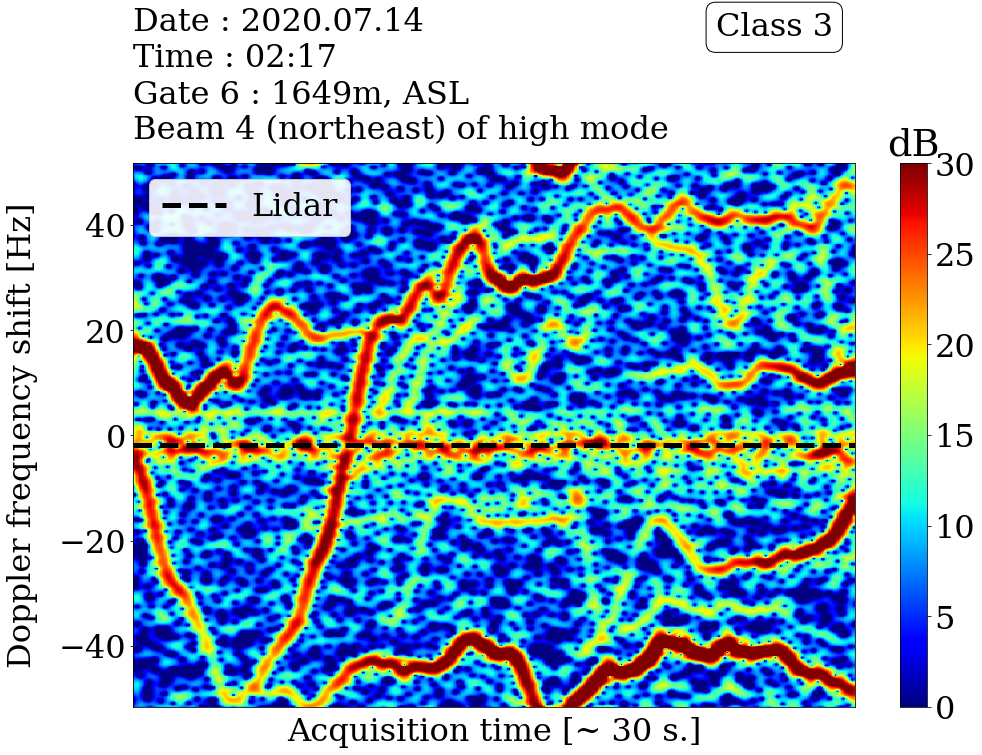 Date : 2020.07.14
Class 3
Time : 02:17
Gate 6 : 1649m, ASL
Beam 4 (northeast) of high mode
dB
Lidar
Doppler frequency shift [Hz]
40
20
0
−20
−40
30
25
20
15
10
5
0
Acquisition time [~ 30 s.]